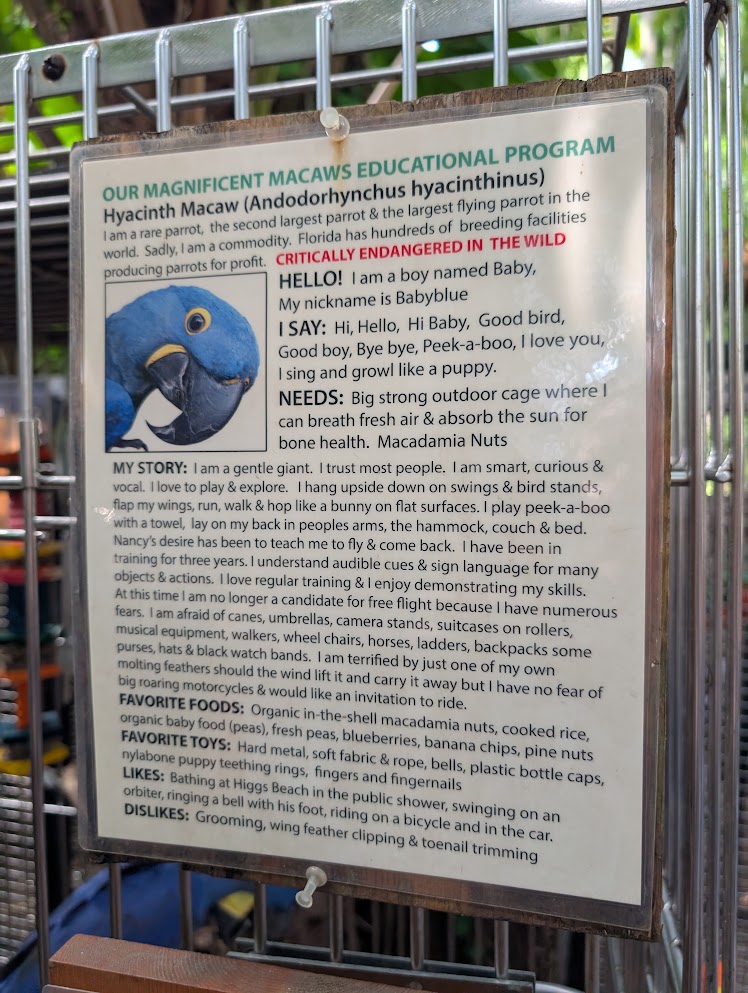 OUR MAGNIFICENT MACAWS EDUCATIONAL PROGRAM
Hyacinth Macaw (Andodorhynchus hyacinthinus)
I am a rare parrot, the second largest parrot & the largest flying parrot in the
world. Sadly, I am a commodity. Florida has hundreds of breeding facilities
producing parrots for profit. CRITICALLY ENDANGERED IN THE WILD
HELLO! I am a boy named Baby,
My nickname is Babyblue
I SAY: Hi, Hello, Hi Baby, Good bird,
Good boy, Bye bye, Peek-a-boo, I love you,
I sing and growl like a puppy.
NEEDS: Big strong outdoor cage where I
can breath fresh air & absorb the sun for
bone health. Macadamia Nuts
MY STORY: I am a gentle giant. I trust most people. I am smart, curious &
vocal. I love to play & explore. I hang upside down on swings & bird stands,
flap my wings, run, walk & hop like a bunny on flat surfaces. I play peek-a-boo
with a towel, lay on my back in peoples arms, the hammock, couch & bed.
Nancy's desire has been to teach me to fly & come back. I have been in
training for three years. I understand audible cues & sign language for many
objects & actions. I love regular training & I enjoy demonstrating my skills.
At this time I am no longer a candidate for free flight because I have numerous
fears. I am afraid of canes, umbrellas, camera stands, suitcases on rollers,
musical equipment, walkers, wheel chairs, horses, ladders, backpacks some
purses, hats & black watch bands. I am terrified by just one of my own
molting feathers should the wind lift it and carry it away but I have no fear of
big roaring motorcycles & would like an invitation to ride.
FAVORITE FOODS: Organic in-the-shell macadamia nuts, cooked rice,
organic baby food (peas), fresh peas, blueberries, banana chips, pine nuts
FAVORITE TOYS: Hard metal, soft fabric & rope, bells, plastic bottle caps,
nylabone puppy teething rings, fingers and fingernails
LIKES: Bathing at Higgs Beach in the public shower, swinging on an
orbiter, ringing a bell with his foot, riding on a bicycle and in the car.
DISLIKES: Grooming, wing feather clipping & toenail trimming